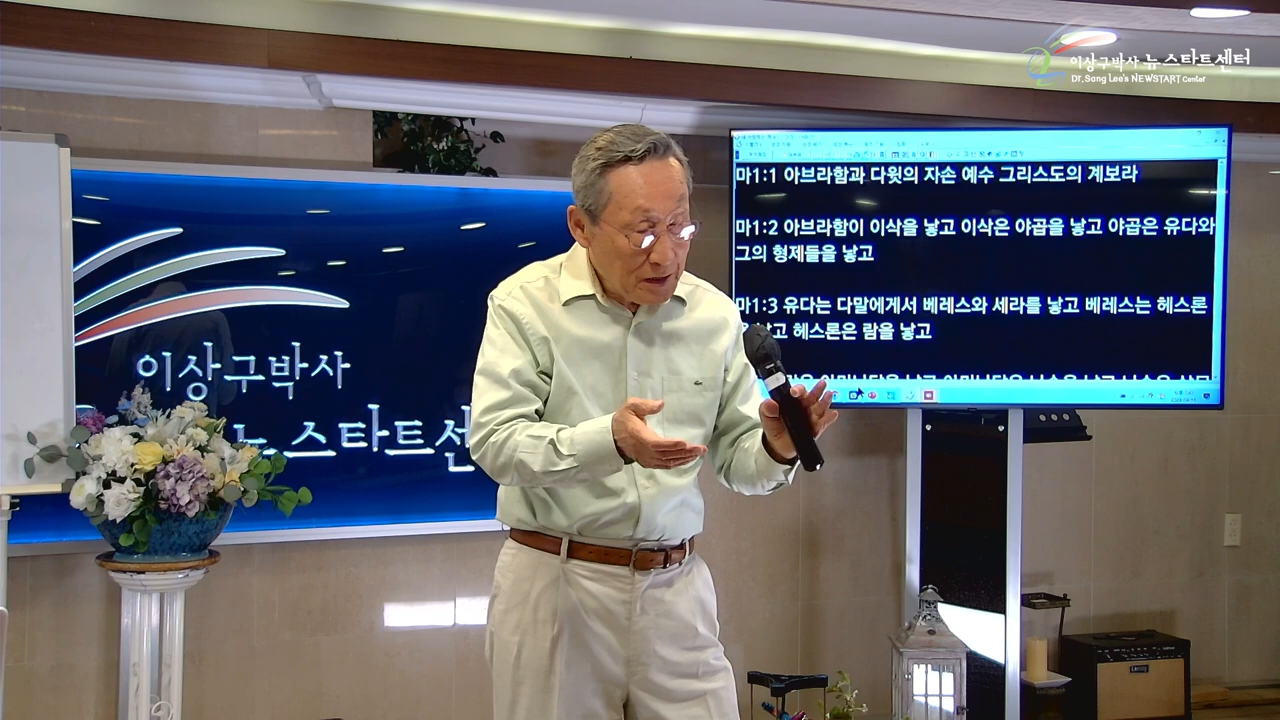 이상구박사 뉴스타트센터
Dr. Sang Lee's NEWSTART Center
마1:1 아브라함과 다윗의 자손 예수 그리스도의 계보라
마1:2 아브라함이 이삭을 낳고 이삭은 야곱을 낳고 야곱은 유다와
그의 형제들을 낳고
마1:3 유다는 다말에게서 베레스와 세라를 낳고 베레스는 헤스론
낳고 헤스론은 람을 낳고
이상구박사
뉴스타트센